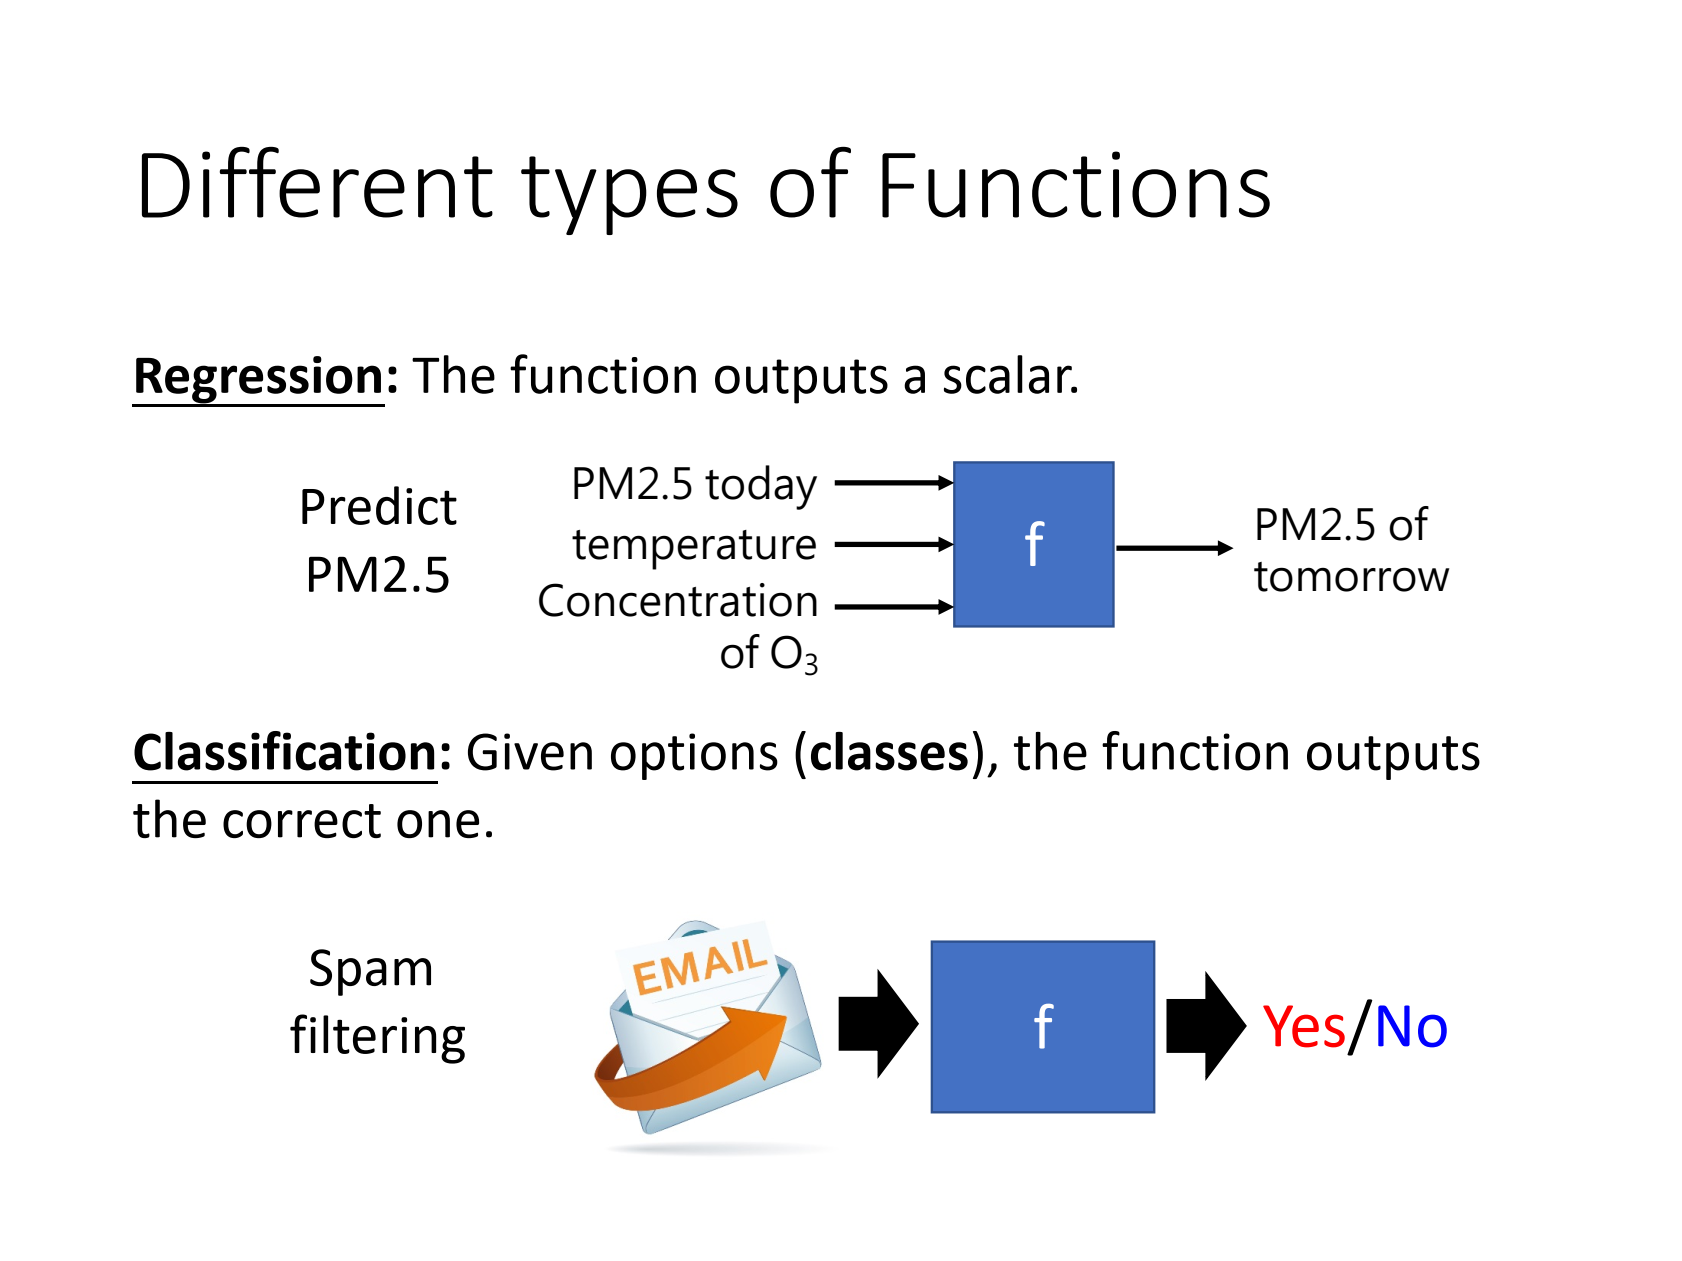 Different types of Functions
Regression: The function outputs a scalar.
Predict
PM2.5
PM2.5 today
temperature
Concentration
of O₃
f
PM2.5 of
tomorrow
Classification: Given options (classes), the function outputs
the correct one.
Spam
filtering
EMAIL
f
Yes/No